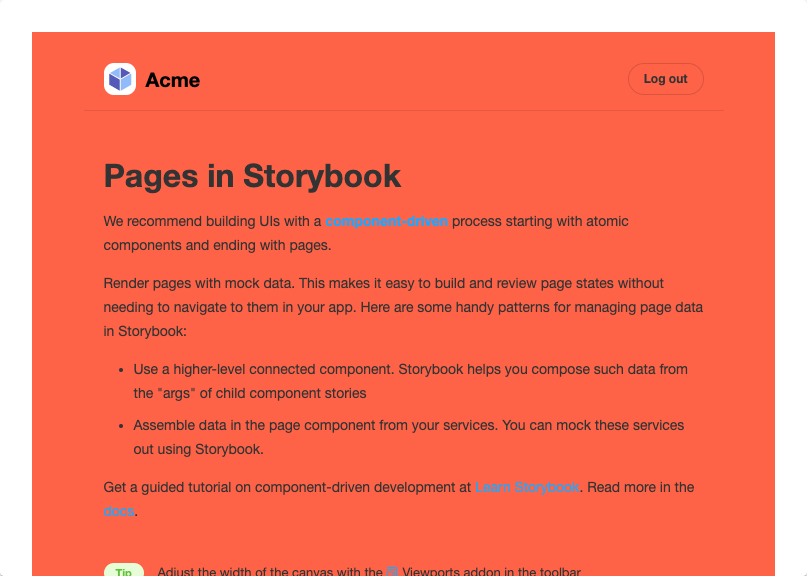 Acme
Log out
Pages in Storybook
We recommend building UIs with a component-driven process starting with atomic
components and ending with pages.
Render pages with mock data. This makes it easy to build and review page states without
needing to navigate to them in your app. Here are some handy patterns for managing page data
in Storybook:
• Use a higher-level connected component. Storybook helps you compose such data from
the "args" of child component stories
• Assemble data in the page component from your services. You can mock these services
out using Storybook.
Get a guided tutorial on component-driven development at Learn Storybook. Read more in the
docs.
Tip Adjust the width of the canvas with the Viewports addon in the toolbar